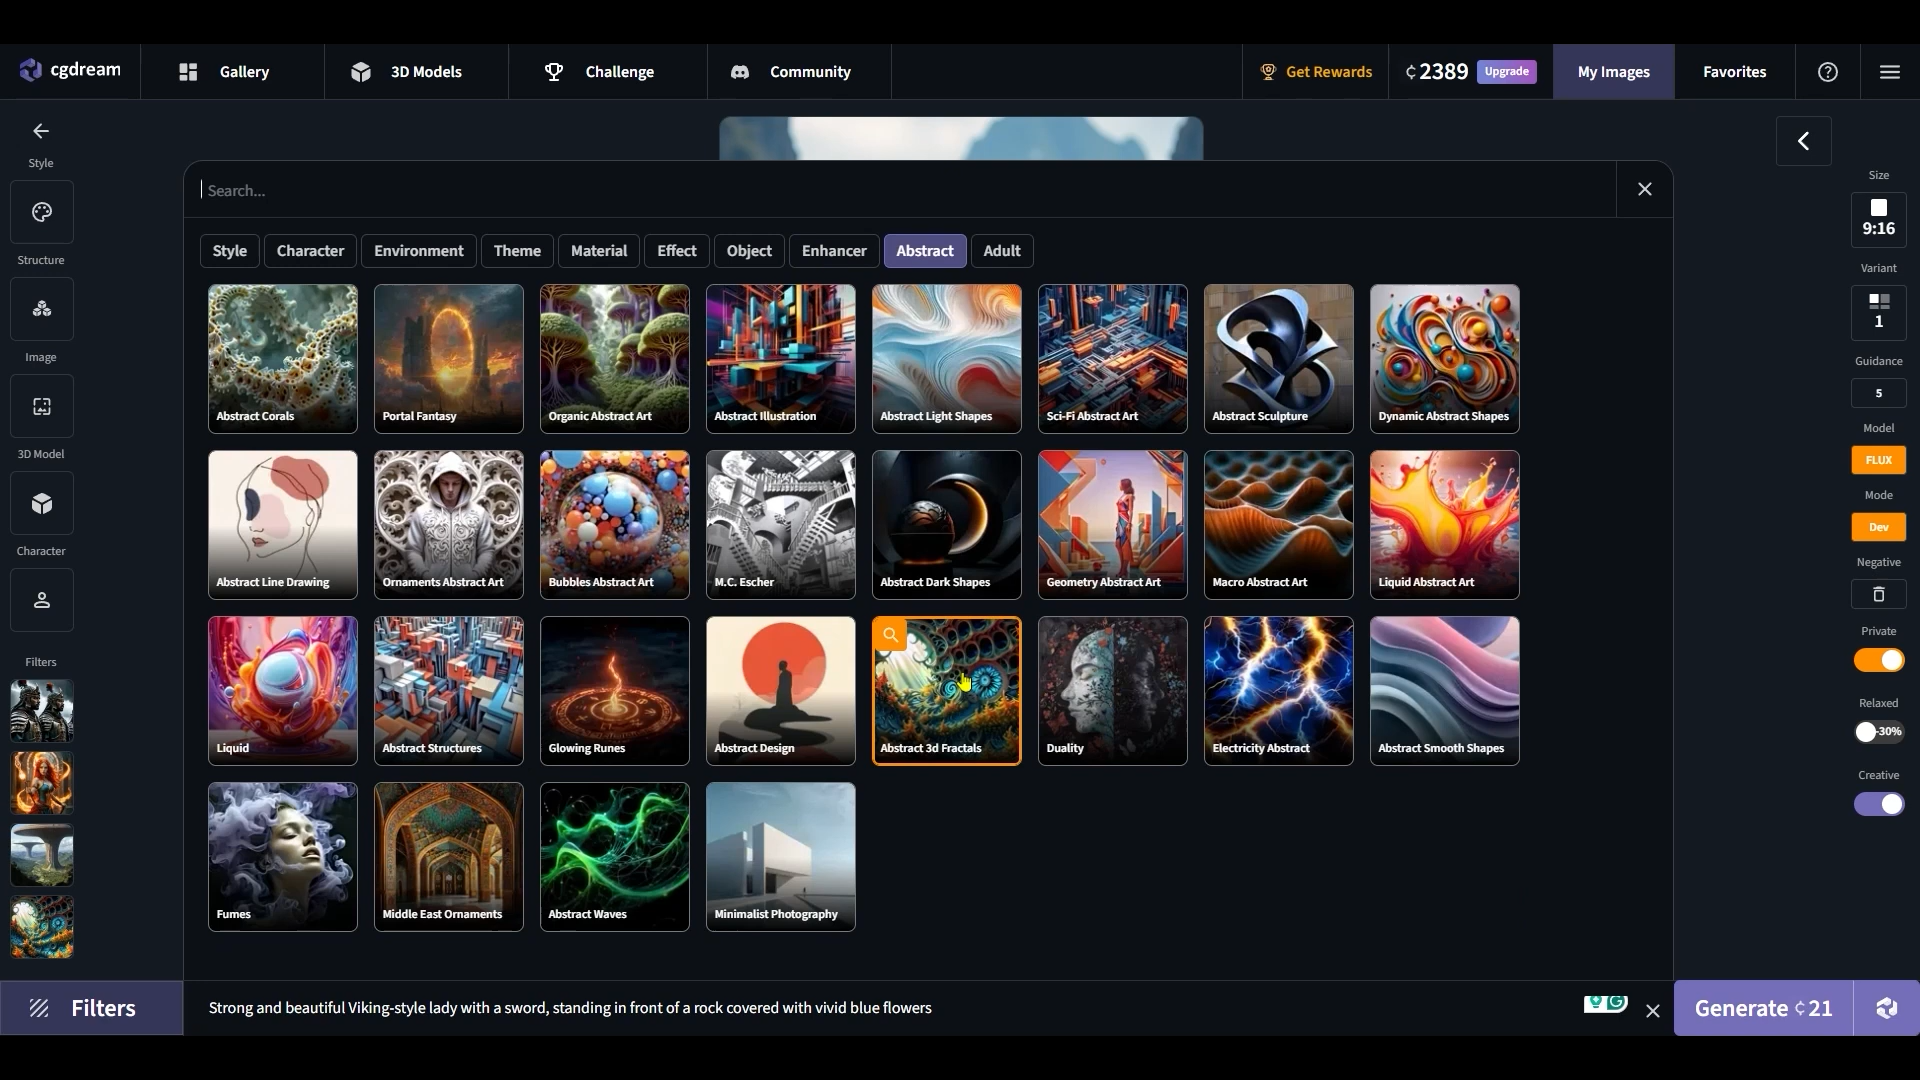 cgdream
Gallery
3D Models
Challenge
Community
Get Rewards
¢ 2389
Upgrade
My Images
Favorites
Style
Structure
Image
3D Model
Character
Filters
Search...
Style
Character
Environment
Theme
Material
Effect
Object
Enhancer
Abstract
Adult
Abstract Corals
Portal Fantasy
Organic Abstract Art
Abstract Illustration
Abstract Light Shapes
Sci-Fi Abstract Art
Abstract Sculpture
Dynamic Abstract Shapes
Abstract Line Drawing
Ornaments Abstract Art
Bubbles Abstract Art
M.C. Escher
Abstract Dark Shapes
Geometry Abstract Art
Macro Abstract Art
Liquid Abstract Art
Liquid
Abstract Structures
Glowing Runes
Abstract Design
Abstract 3d Fractals
Duality
Electricity Abstract
Abstract Smooth Shapes
Fumes
Middle East Ornaments
Abstract Waves
Minimalist Photography
Size
9:16
Variant
1
Guidance
5
Model
FLUX
Mode
Dev
Negative
Private
Relaxed
-30%
Creative
Filters
Strong and beautiful Viking-style lady with a sword, standing in front of a rock covered with vivid blue flowers
Generate ¢ 21